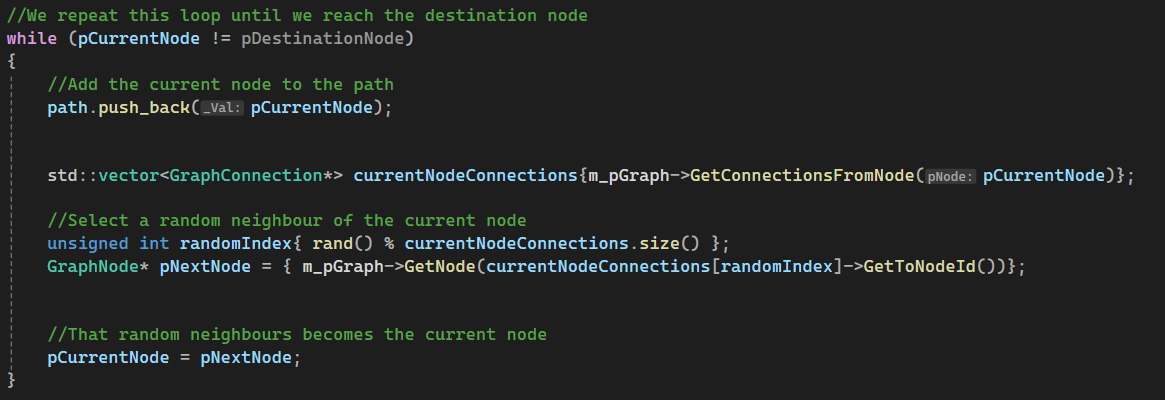 //We repeat this loop until we reach the destination node
while (pCurrentNode != pDestinationNode)
{
//Add the current node to the path
path.push_back(_Val: pCurrentNode);
std::vector<GraphConnection*> currentNodeConnections{m_pGraph->GetConnectionsFromNode(pNode: pCurrentNode)};
//Select a random neighbour of the current node
unsigned int randomIndex{ rand() % currentNodeConnections.size() };
GraphNode* pNextNode = { m_pGraph->GetNode(currentNodeConnections[randomIndex]->GetToNodeId())};
//That random neighbours becomes the current node
pCurrentNode = pNextNode;
}